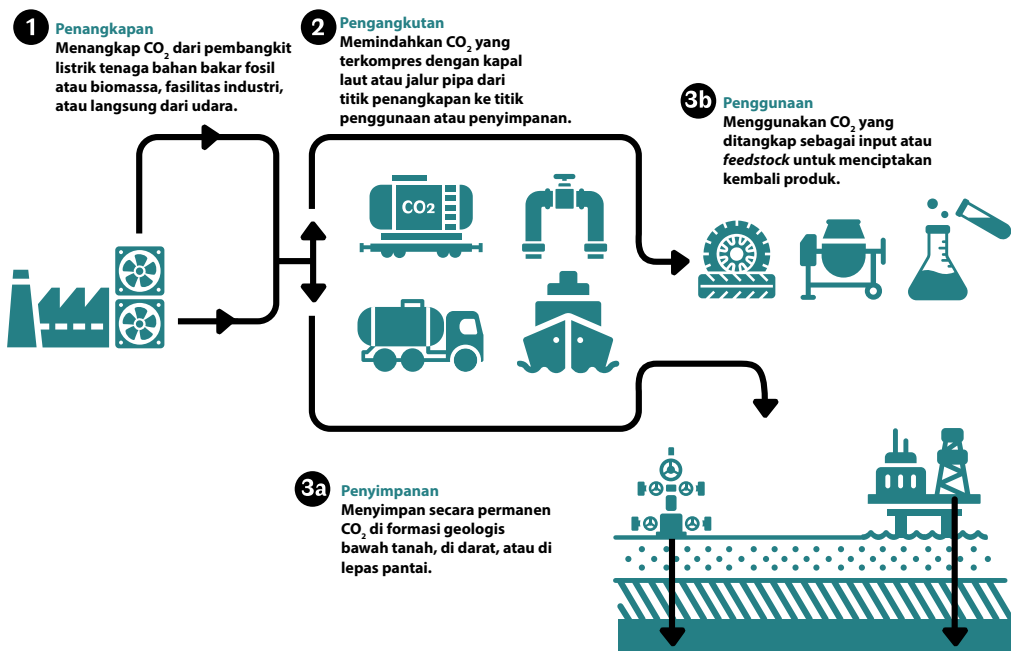 1
Penangkapan
Menangkap CO₂ dari pembangkit
listrik tenaga bahan bakar fosil
atau biomassa, fasilitas industri,
atau langsung dari udara.
2
Pengangkutan
Memindahkan CO₂ yang
terkompres dengan kapal
laut atau jalur pipa dari
titik penangkapan ke titik
penggunaan atau penyimpanan.
3b
Penggunaan
Menggunakan CO₂ yang
ditangkap sebagai input atau
feedstock untuk menciptakan
kembali produk.
CO2
3a
Penyimpanan
Menyimpan secara permanen
CO₂ di formasi geologis
bawah tanah, di darat, atau di
lepas pantai.